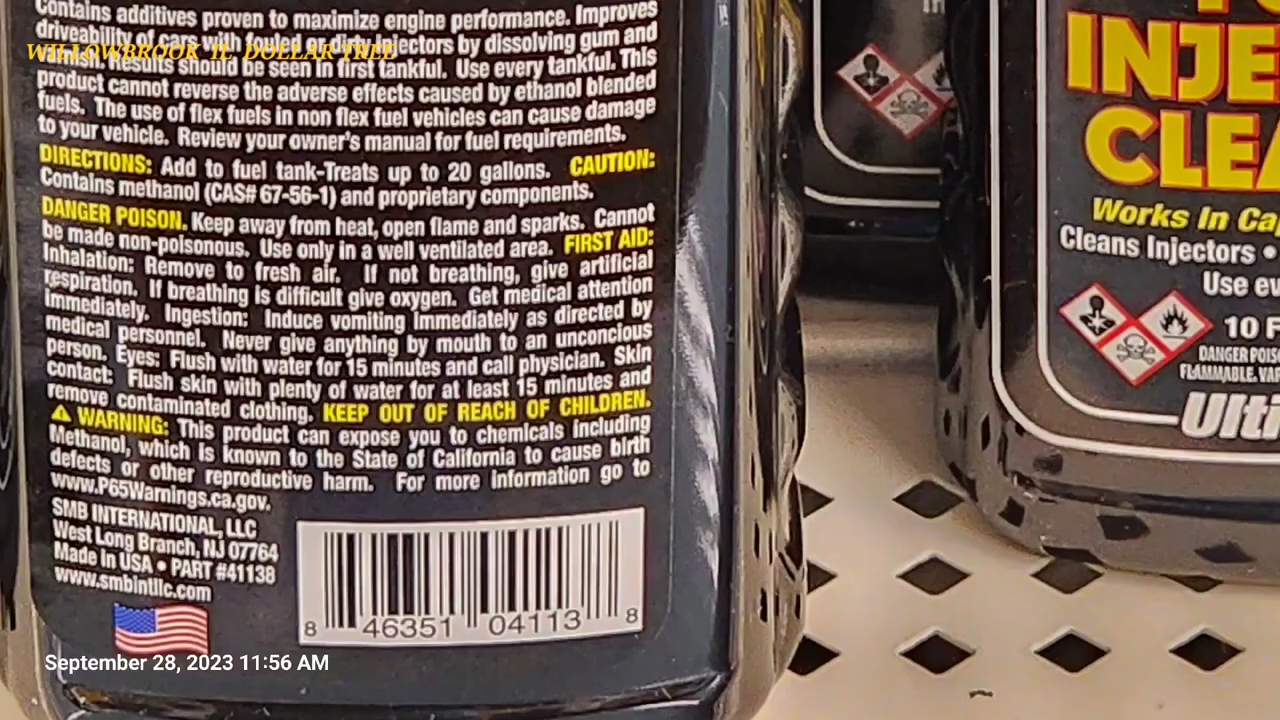 Contains additives proven to maximize engine performance. Improves
driveability of cars with fouled or dirty injectors by dissolving gum and
WILLOWBROOK IL DOLLAR TREE
Results should be seen in first tankful. Use every tankful. This
product cannot reverse the adverse effects caused by ethanol blended
fuels. The use of flex fuels in non flex fuel vehicles can cause damage
to your vehicle. Review your owner's manual for fuel requirements.
DIRECTIONS: Add to fuel tank-Treats up to 20 gallons. CAUTION:
Contains methanol (CAS# 67-56-1) and proprietary components.
DANGER POISON. Keep away from heat, open flame and sparks. Cannot
be made non-poisonous. Use only in a well ventilated area. FIRST AID:
Inhalation: Remove to fresh air. If not breathing, give artificial
respiration. If breathing is difficult give oxygen. Get medical attention
immediately. Ingestion: Induce vomiting immediately as directed by
medical personnel. Never give anything by mouth to an unconcious
person. Eyes: Flush with water for 15 minutes and call physician. Skin
contact: Flush skin with plenty of water for at least 15 minutes and
remove contaminated clothing. KEEP OUT OF REACH OF CHILDREN.
WARNING: This product can expose you to chemicals including
Methanol, which is known to the State of California to cause birth
defects or other reproductive harm. For more information go to
www.P65Warnings.ca.gov.
SMB INTERNATIONAL, LLC
West Long Branch, NJ 07764
Made In USA • PART #41138
www.smbintllc.com
8 46351 04113 8
September 28, 2023 11:56 AM
INJE
CLEA
Works In Ca
Cleans Injectors •
Use ev
10 F
DANGER POIS
FLAMMABLE. VAP
Ulti